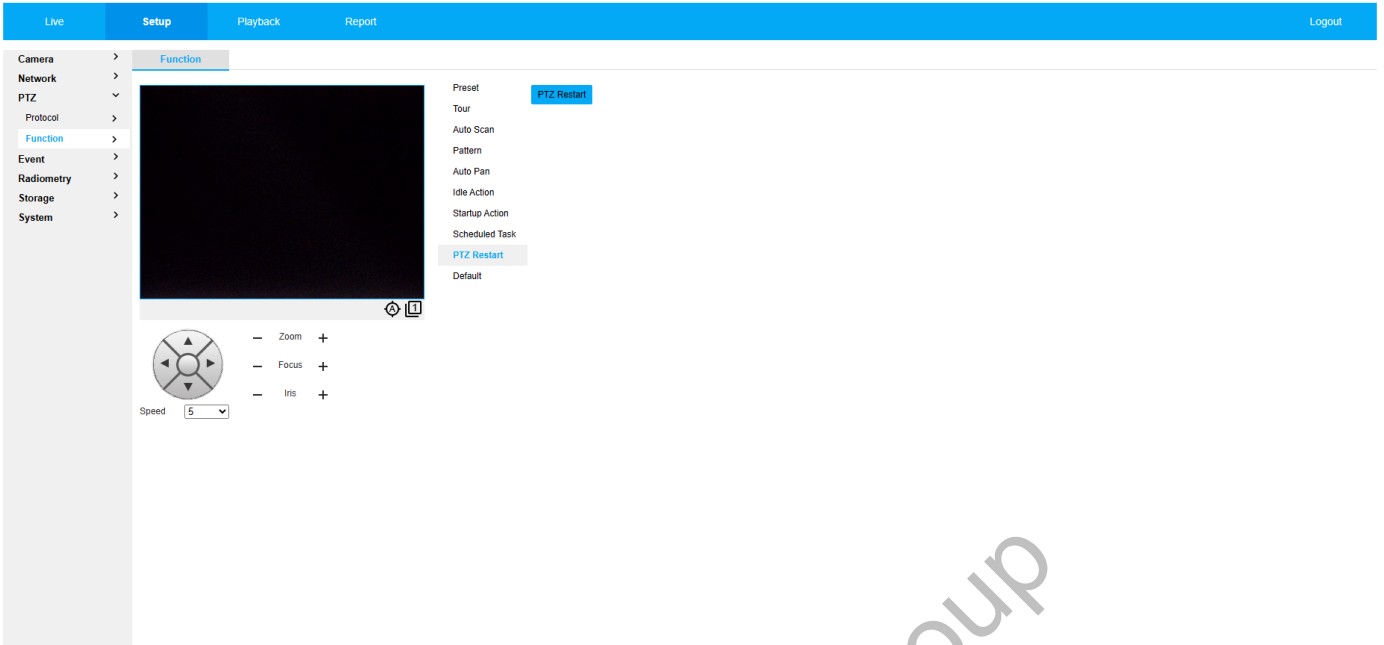 Live Setup Playback Report Logout
Camera
Network
PTZ
Protocol
Function
Event
Radiometry
Storage
System
Function
Preset
Tour
Auto Scan
Pattern
Auto Pan
Idle Action
Startup Action
Scheduled Task
PTZ Restart
Default
PTZ Restart
A 1
Zoom
Focus
Iris
Speed 5